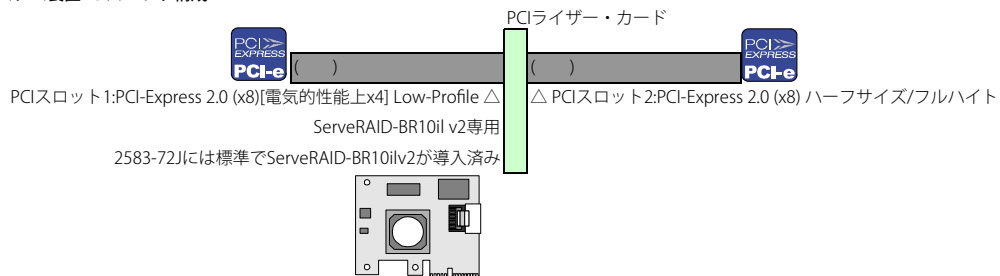 PCIライザー・カード
PCI EXPRESS
PCI-e
(　　)
(　　)
PCI EXPRESS
PCI-e
PCIスロット1:PCI-Express 2.0 (x8)[電気的性能上x4] Low-Profile △
△ PCIスロット2:PCI-Express 2.0 (x8) ハーフサイズ/フルハイト
ServeRAID-BR10il v2専用
2583-72Jには標準でServeRAID-BR10ilv2が導入済み